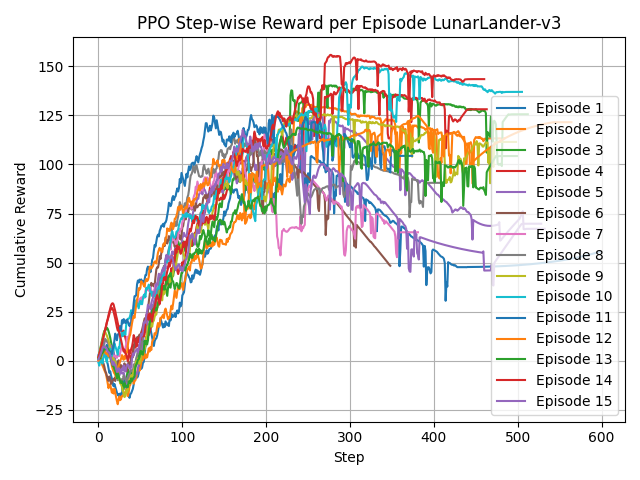 PPO Step-wise Reward per Episode LunarLander-v3
Cumulative Reward
150
125
100
75
50
25
0
−25
0 100 200 300 400 500 600
Step
Episode 1
Episode 2
Episode 3
Episode 4
Episode 5
Episode 6
Episode 7
Episode 8
Episode 9
Episode 10
Episode 11
Episode 12
Episode 13
Episode 14
Episode 15